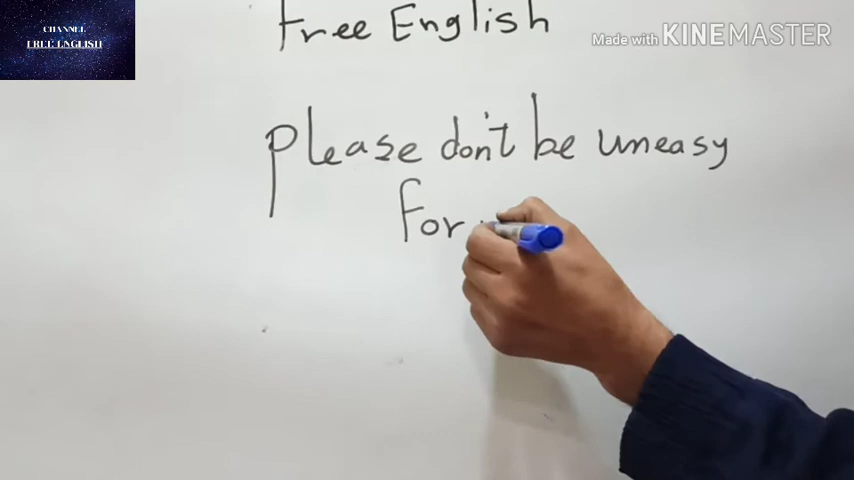 CHANNEL
FREE ENGLISH
Free English
Made with KINEMASTER
please don't be uneasy
For